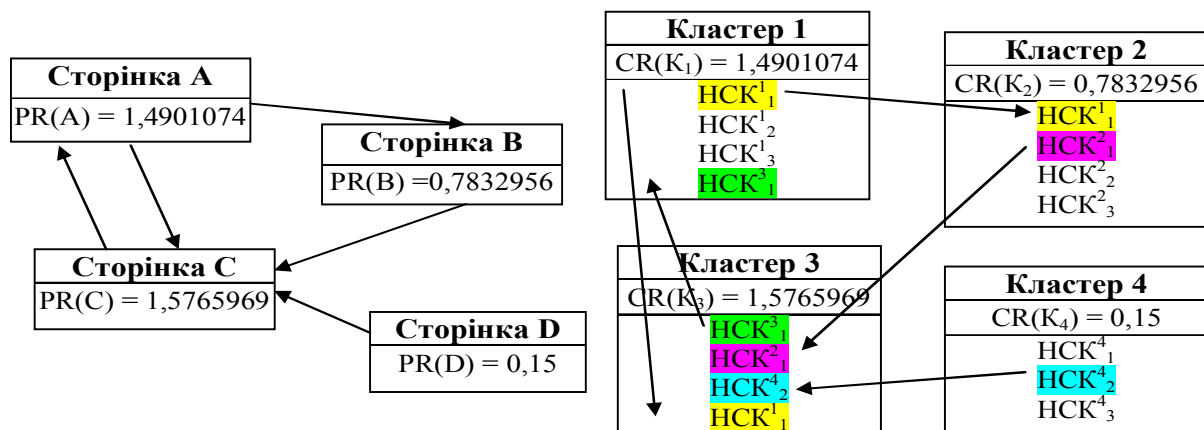 Сторінка A
PR(A) = 1,4901074
Сторінка B
PR(B) =0,7832956
Сторінка C
PR(C) = 1,5765969
Сторінка D
PR(D) = 0,15
Кластер 1
CR(K₁) = 1,4901074
НСК¹₁
НСК¹₂
НСК¹₃
НСК³₁
Кластер 2
CR(K₂) = 0,7832956
НСК¹₁
НСК²₁
НСК²₂
НСК²₃
Кластер 3
CR(K₃) = 1,5765969
НСК³₁
НСК²₁
НСК⁴₂
НСК¹₁
Кластер 4
CR(K₄) = 0,15
НСК⁴₁
НСК⁴₂
НСК⁴₃